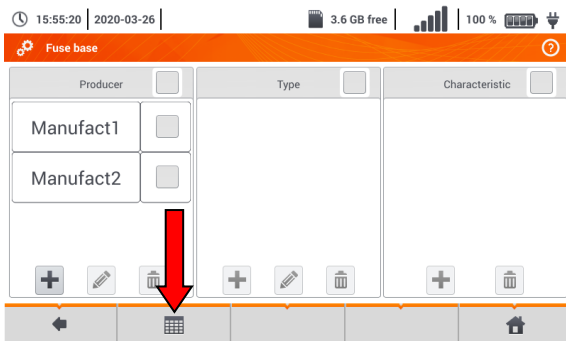 15:55:20 2020-03-26 3.6 GB free 100 %
Fuse base ?
Producer Type Characteristic
Manufact1
Manufact2